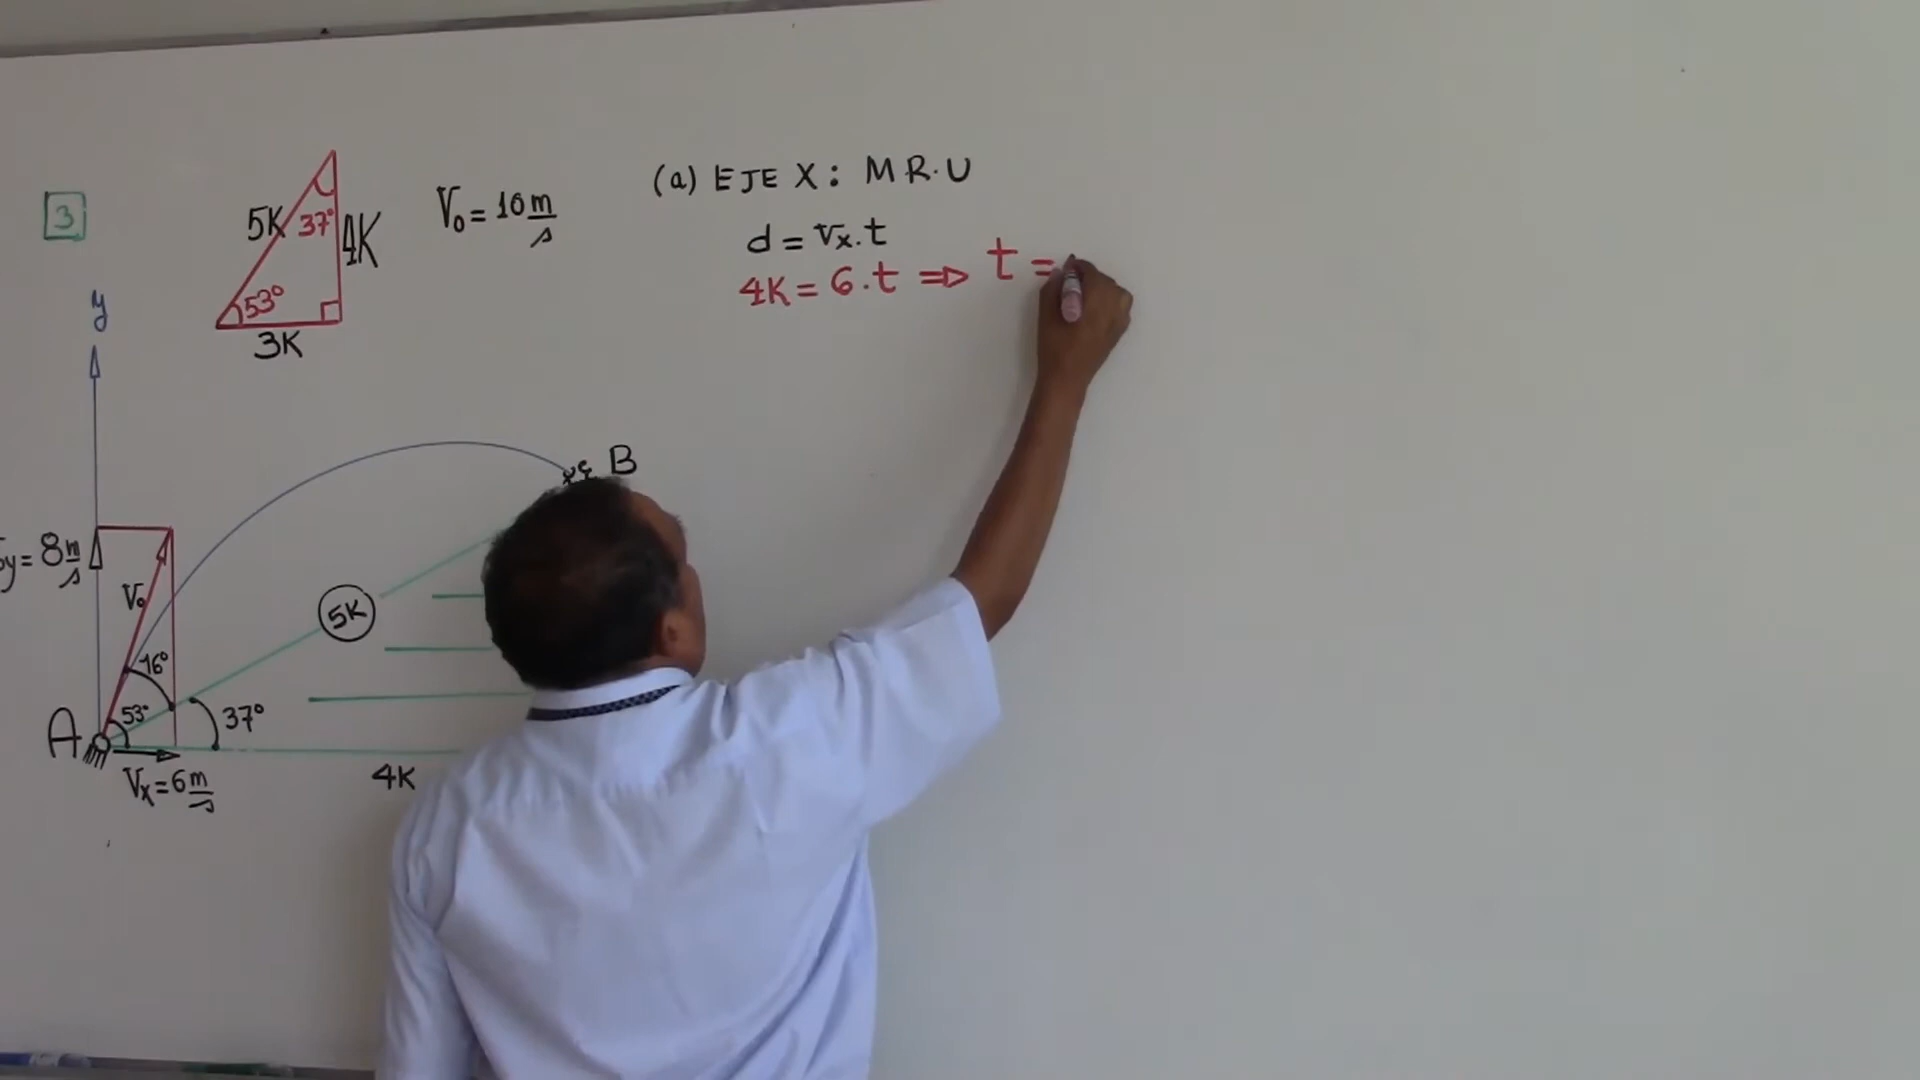 3
5K
37°
4K
53°
3K
V₀ = 10 m/s
(a) EJE X: M R.U
d = Vx.t
4K = 6.t ⇒ t =
y
B
y = 8 m/s
V₀
5K
16°
53°
37°
A
Vx = 6 m/s
4K